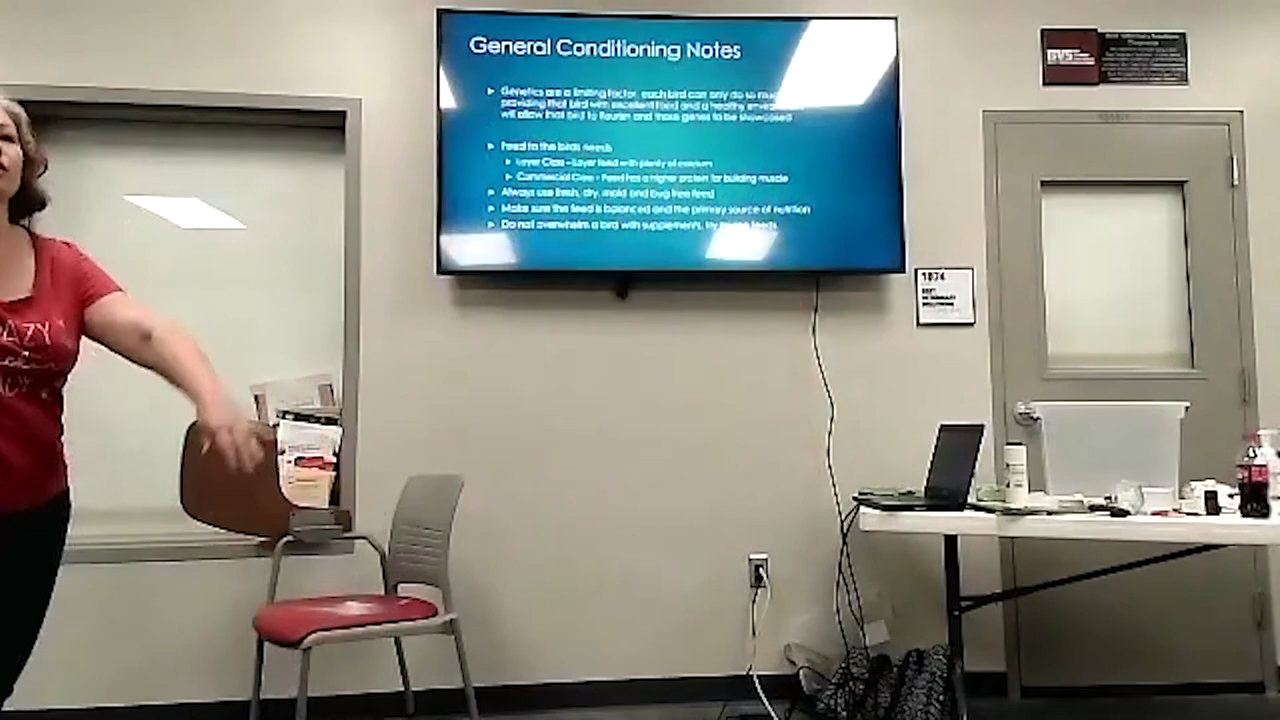 General Conditioning Notes
Genetics are a limiting factor, each bird can only do so much
providing that bird with excellent food and a healthy
will allow that bird to flourish and those genes to be showcased
Feed to the birds needs
Layer Class - Layer feed with plenty of calcium
Commercial Class - Feed has a higher protein for building muscle
Always use fresh, dry, mold and bug free feed
Make sure the feed is balanced and the primary source of nutrition
Do not overwhelm a bird with supplements, try
BVS
1074